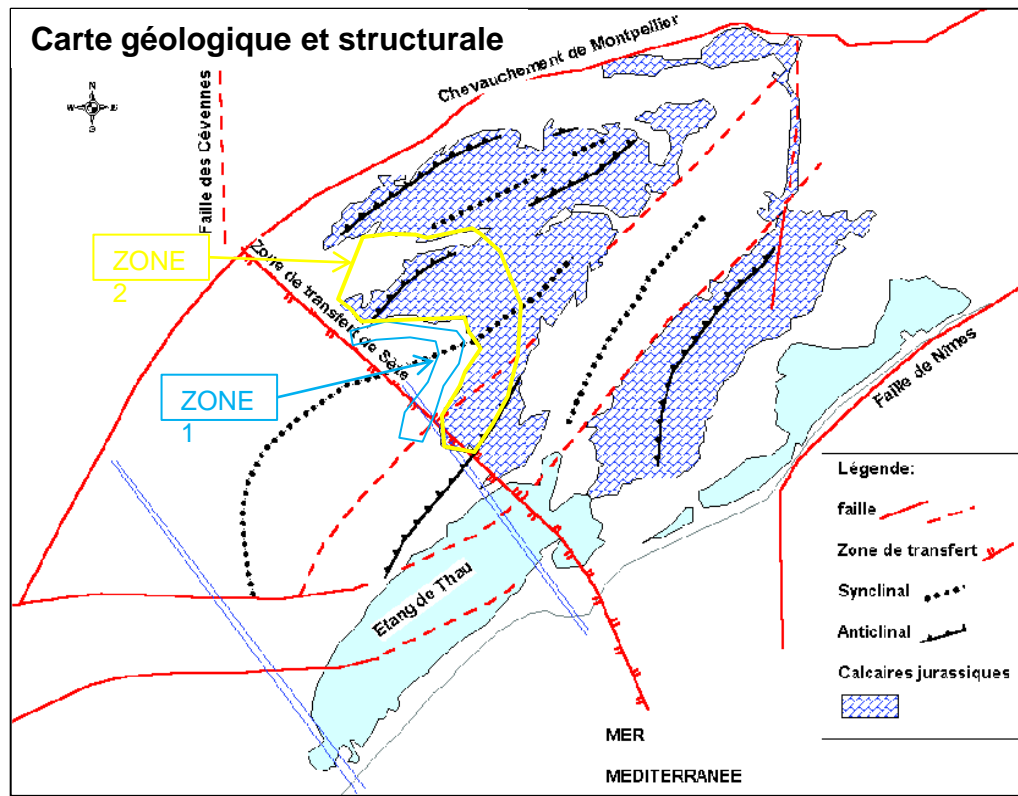 Carte géologique et structurale
Chevauchement de Montpellier
N
W
E
Faille des Cévennes
ZONE
2
Zone de transfert de Sète
ZONE
1
Faille de Nîmes
Etang de Thau
Légende:
faille
Zone de transfert
Synclinal
Anticlinal
Calcaires jurassiques
MER
MEDITERRANEE